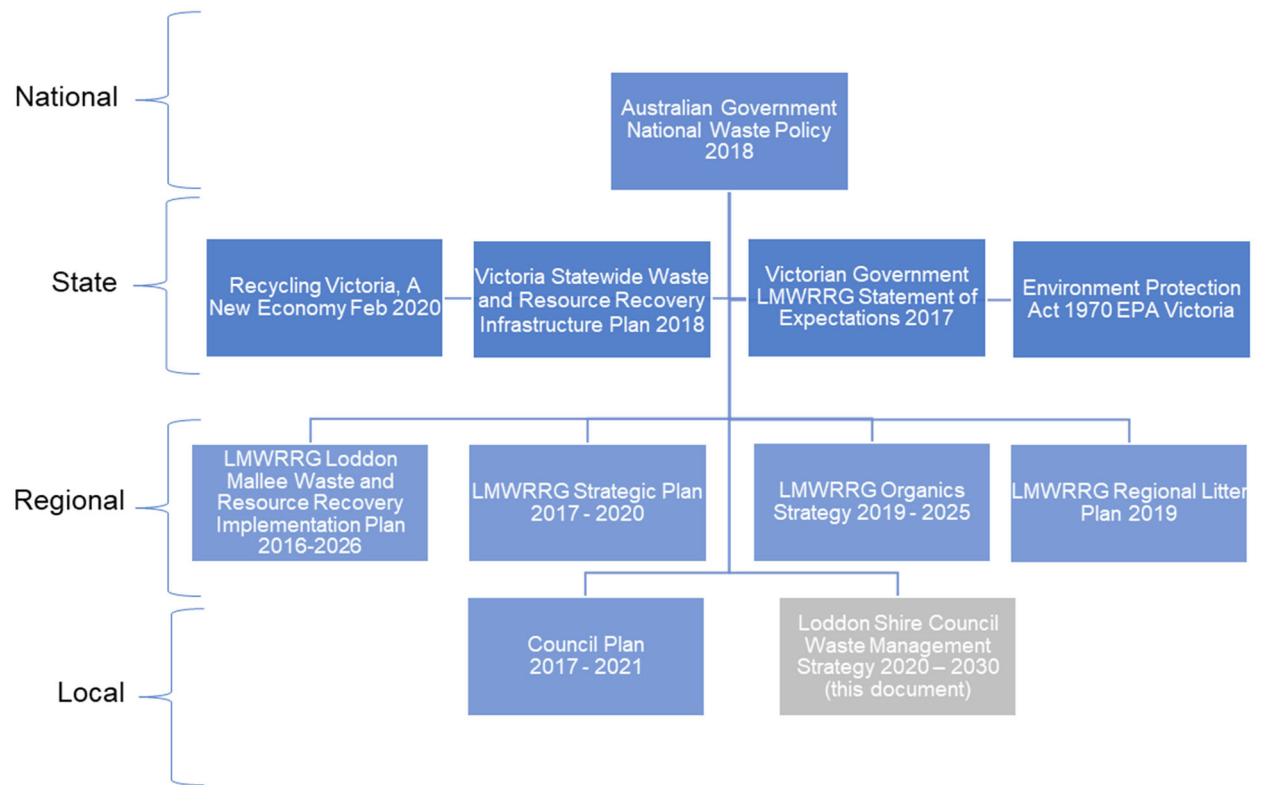 National
Australian Government
National Waste Policy
2018
State
Recycling Victoria, A
New Economy Feb 2020
Victoria Statewide Waste
and Resource Recovery
Infrastructure Plan 2018
Victorian Government
LMWRRG Statement of
Expectations 2017
Environment Protection
Act 1970 EPA Victoria
Regional
LMWRRG Loddon
Mallee Waste and
Resource Recovery
Implementation Plan
2016-2026
LMWRRG Strategic Plan
2017 - 2020
LMWRRG Organics
Strategy 2019 - 2025
LMWRRG Regional Litter
Plan 2019
Local
Council Plan
2017 - 2021
Loddon Shire Council
Waste Management
Strategy 2020 – 2030
(this document)